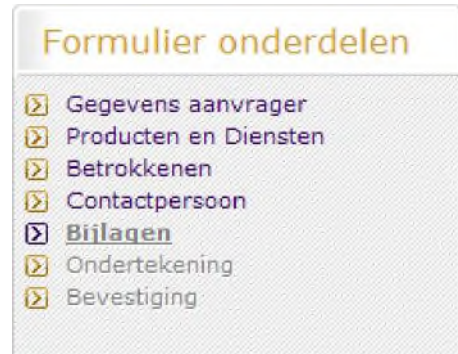 Formulier onderdelen
Gegevens aanvrager
Producten en Diensten
Betrokkenen
Contactpersoon
Bijlagen
Ondertekening
Bevestiging